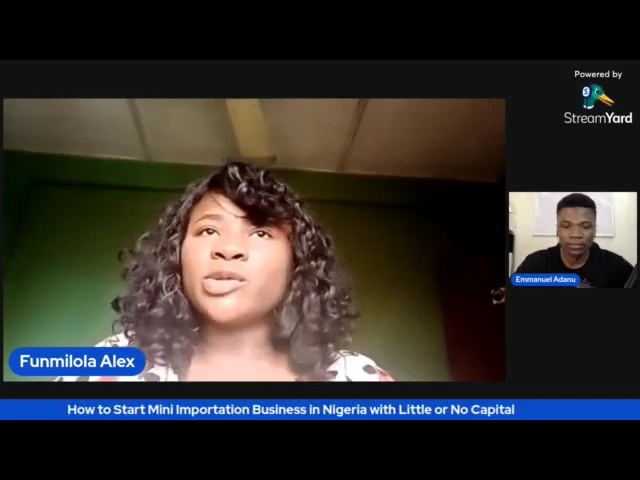 Powered by
StreamYard
Emmanuel Adanu
Funmilola Alex
How to Start Mini Importation Business in Nigeria with Little or No Capital